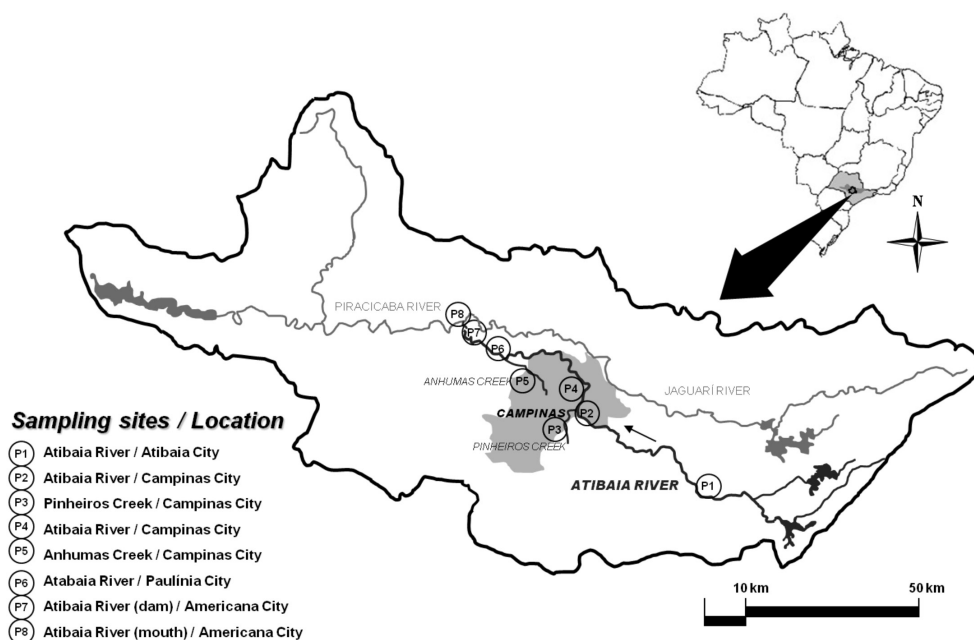 N
PIRACICABA RIVER
P8
P7
P6
ANHUMAS CREEK
P5
P4
JAGUARÍ RIVER
CAMPINAS
P2
P3
PINHEIROS CREEK
ATIBAIA RIVER
P1
Sampling sites / Location
P1 Atibaia River / Atibaia City
P2 Atibaia River / Campinas City
P3 Pinheiros Creek / Campinas City
P4 Atibaia River / Campinas City
P5 Anhumas Creek / Campinas City
P6 Atabaia River / Paulínia City
P7 Atibaia River (dam) / Americana City
P8 Atibaia River (mouth) / Americana City
10 km 50 km